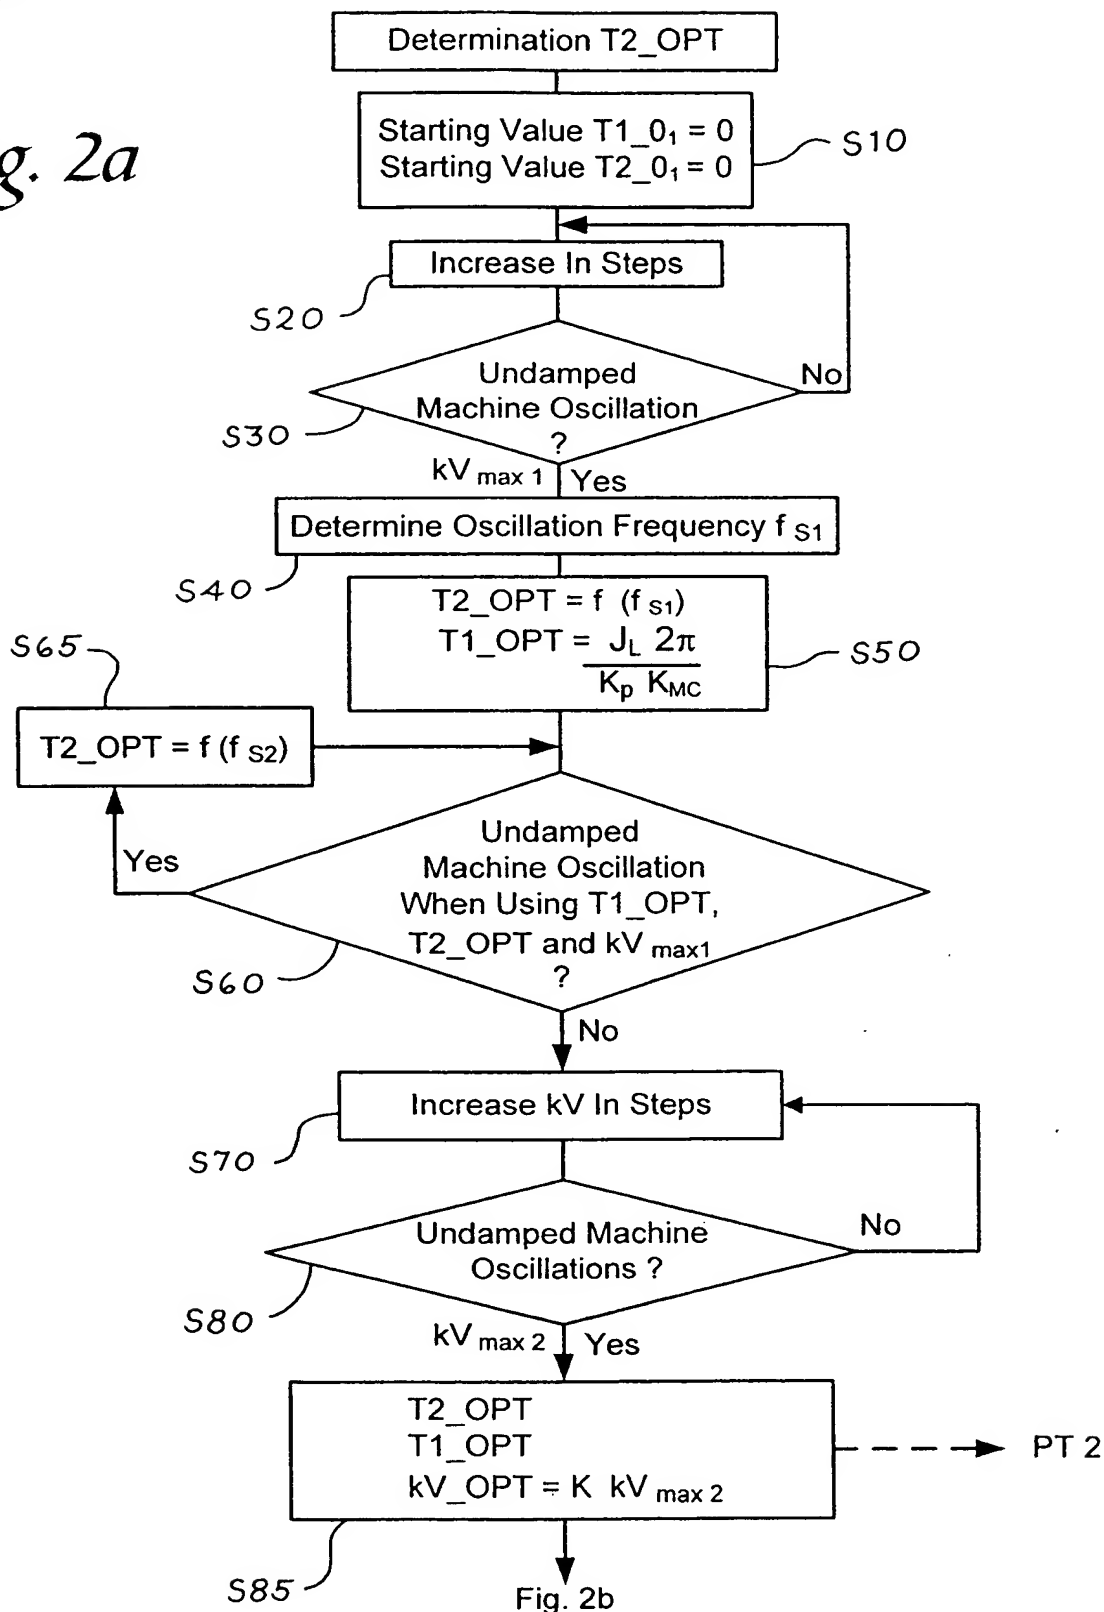 Determination T2_OPT
g. 2a
Starting Value T1_0₁ = 0
Starting Value T2_0₁ = 0
S10
Increase In Steps
S20
Undamped
Machine Oscillation
?
No
S30
kV max 1
Yes
Determine Oscillation Frequency f S1
S40
T2_OPT = f (f S1)
T1_OPT = J_L 2π
K_p K_MC
S50
S65
T2_OPT = f (f S2)
Yes
Undamped
Machine Oscillation
When Using T1_OPT,
T2_OPT and kV max1
?
S60
No
Increase kV In Steps
S70
Undamped Machine
Oscillations ?
No
S80
kV max 2
Yes
T2_OPT
T1_OPT
kV_OPT = K kV max 2
PT 2
S85
Fig. 2b